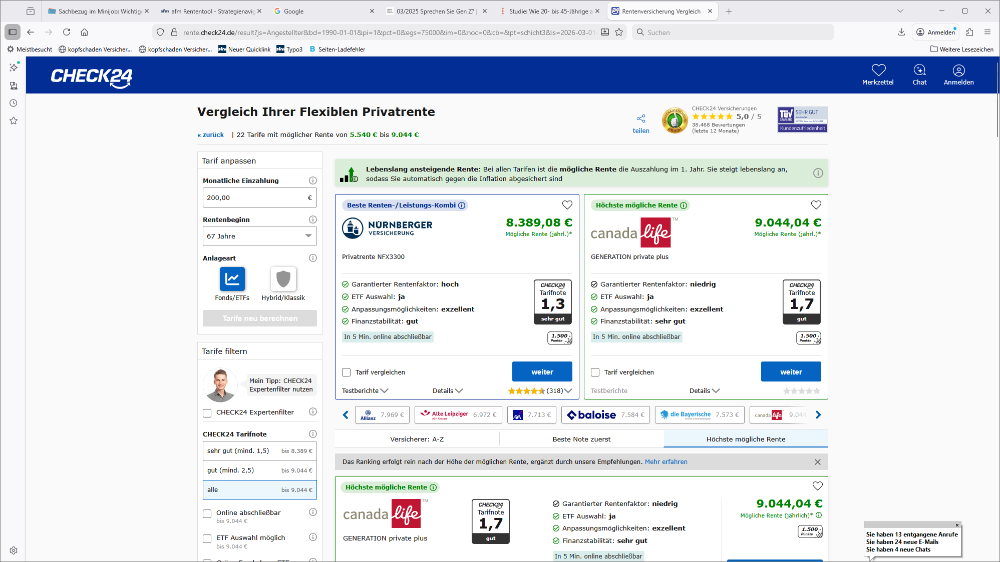 Sachbezug im Minijob: Wichtige
afm Rententool - Strategienavig
Google
03/2025 Sprechen Sie Gen Z? |
Studie: Wie 20- bis 45-Jährige a
Rentenversicherung Vergleich
rente.check24.de/result?js=Angestellter&bd=1990-01-01&pi=1&pct=0&egs=75000&im=0&noc=0&cb=&pt=schicht3&is=2026-03-01
Suchen
Anmelden
Meistbesucht
kopfschaden Versicher...
kopfschaden Versicher...
afm Neuer Quicklink
afm Typo3
B Seiten-Ladefehler
Weitere Lesezeichen
CHECK24
Merkzettel
Chat
Anmelden
Vergleich Ihrer Flexiblen Privatrente
« zurück | 22 Tarife mit möglicher Rente von 5.540 € bis 9.044 €
teilen
eKomi
CHECK24 Versicherungen
5,0 / 5
38.468 Bewertungen
(letzte 12 Monate)
TÜV SAARLAND
SEHR GUT
Kundenurteil
Kundenzufriedenheit
Tarif anpassen
Monatliche Einzahlung
200,00 €
Rentenbeginn
67 Jahre
Anlageart
Fonds/ETFs
Hybrid/Klassik
Tarife neu berechnen
Lebenslang ansteigende Rente: Bei allen Tarifen ist die mögliche Rente die Auszahlung im 1. Jahr. Sie steigt lebenslang an,
sodass Sie automatisch gegen die Inflation abgesichert sind
Beste Renten-/Leistungs-Kombi
NÜRNBERGER
VERSICHERUNG
8.389,08 €
Mögliche Rente (jährl.)*
Privatrente NFX3300
Garantierter Rentenfaktor: hoch
ETF Auswahl: ja
Anpassungsmöglichkeiten: exzellent
Finanzstabilität: gut
CHECK24
Tarifnote
1,3
sehr gut
In 5 Min. online abschließbar
1.500
Punkte
Tarif vergleichen
weiter
Testberichte
Details
(318)
Höchste mögliche Rente
canada life TM
9.044,04 €
Mögliche Rente (jährl.)*
GENERATION private plus
Garantierter Rentenfaktor: niedrig
ETF Auswahl: ja
Anpassungsmöglichkeiten: exzellent
Finanzstabilität: sehr gut
CHECK24
Tarifnote
1,7
gut
In 5 Min. online abschließbar
1.500
Punkte
Tarif vergleichen
weiter
Testberichte
Details
Tarife filtern
Mein Tipp: CHECK24
Expertenfilter nutzen
CHECK24 Expertenfilter
CHECK24 Tarifnote
sehr gut (mind. 1,5) bis 8.389 €
gut (mind. 2,5) bis 9.044 €
alle bis 9.044 €
Online abschließbar
bis 9.044 €
ETF Auswahl möglich
bis 9.044 €
Allianz 7.969 €
Alte Leipziger 6.972 €
AXA 7.713 €
baloise 7.584 €
die Bayerische 7.573 €
canada life 9.044
Versicherer: A-Z
Beste Note zuerst
Höchste mögliche Rente
Das Ranking erfolgt rein nach der Höhe der möglichen Rente, ergänzt durch unsere Empfehlungen. Mehr erfahren
Höchste mögliche Rente
canada life TM
GENERATION private plus
CHECK24
Tarifnote
1,7
gut
Garantierter Rentenfaktor: niedrig
ETF Auswahl: ja
Anpassungsmöglichkeiten: exzellent
Finanzstabilität: sehr gut
In 5 Min. online abschließbar
9.044,04 €
Mögliche Rente (jährlich)*
1.500
Punkte
Sie haben 13 entgangene Anrufe
Sie haben 24 neue E-Mails
Sie haben 4 neue Chats